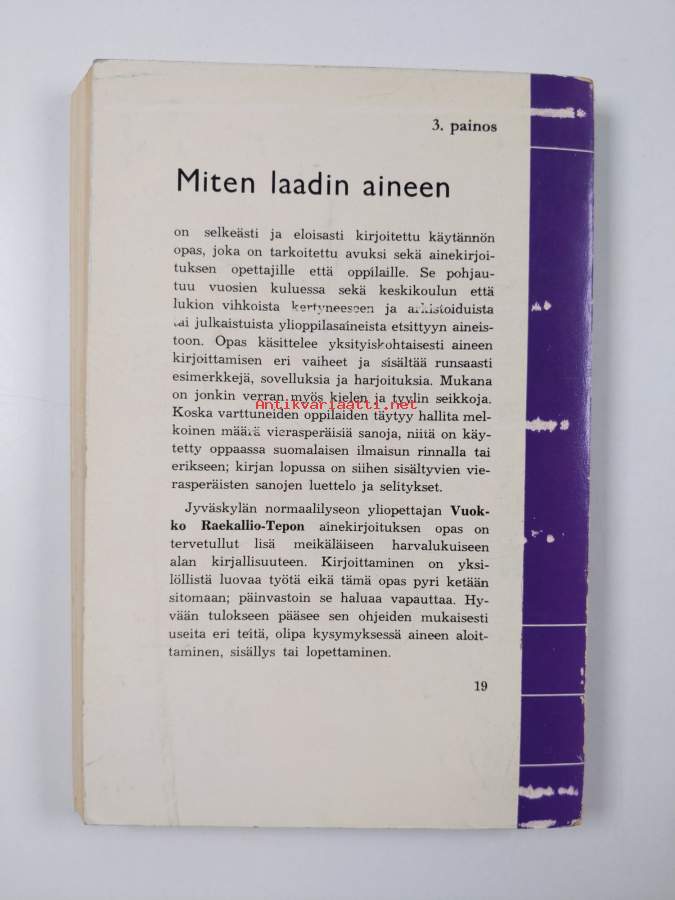 3. painos
Miten laadin aineen
on selkeästi ja eloisasti kirjoitettu käytännön
opas, joka on tarkoitettu avuksi sekä ainekirjoi-
tuksen opettajille että oppilaille. Se pohjau-
tuu vuosien kuluessa sekä keskikoulun että
lukion vihkoista kertyneeseen ja arkistoiduista
tai julkaistuista ylioppilasaineista etsittyyn aineis-
toon. Opas käsittelee yksityiskohtaisesti aineen
kirjoittamisen eri vaiheet ja sisältää runsaasti
esimerkkejä, sovelluksia ja harjoituksia. Mukana
on jonkin verran myös kielen ja tyylin seikkoja.
Antikvariaatti.net
Koska varttuneiden oppilaiden täytyy hallita mel-
koinen määrä vierasperäisiä sanoja, niitä on käy-
tetty oppaassa suomalaisen ilmaisun rinnalla tai
erikseen; kirjan lopussa on siihen sisältyvien vie-
rasperäisten sanojen luettelo ja selitykset.
Jyväskylän normaalilyseon yliopettajan Vuok-
ko Raekallio-Tepon ainekirjoituksen opas on
tervetullut lisä meikäläiseen harvalukuiseen
alan kirjallisuuteen. Kirjoittaminen on yksi-
löllistä luovaa työtä eikä tämä opas pyri ketään
sitomaan; päinvastoin se haluaa vapauttaa. Hy-
vään tulokseen pääsee sen ohjeiden mukaisesti
useita eri teitä, olipa kysymyksessä aineen aloit-
taminen, sisällys tai lopettaminen.
19